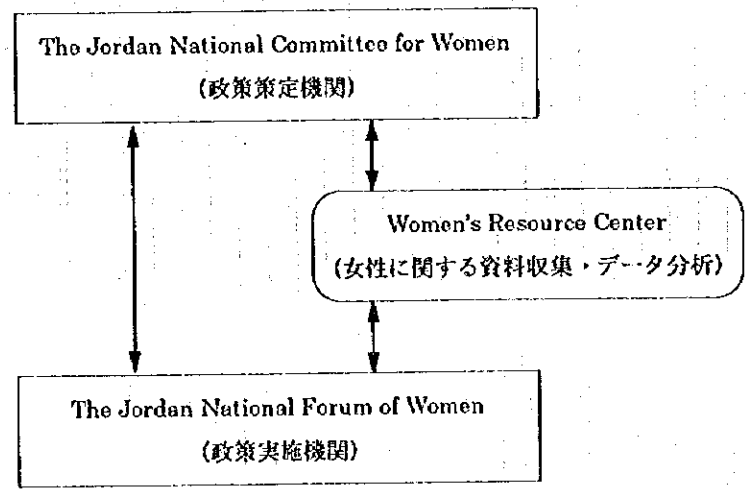 The Jordan National Committee for Women
(政策策定機関)
Women's Resource Center
(女性に関する資料収集・データ分析)
The Jordan National Forum of Women
(政策実施機関)